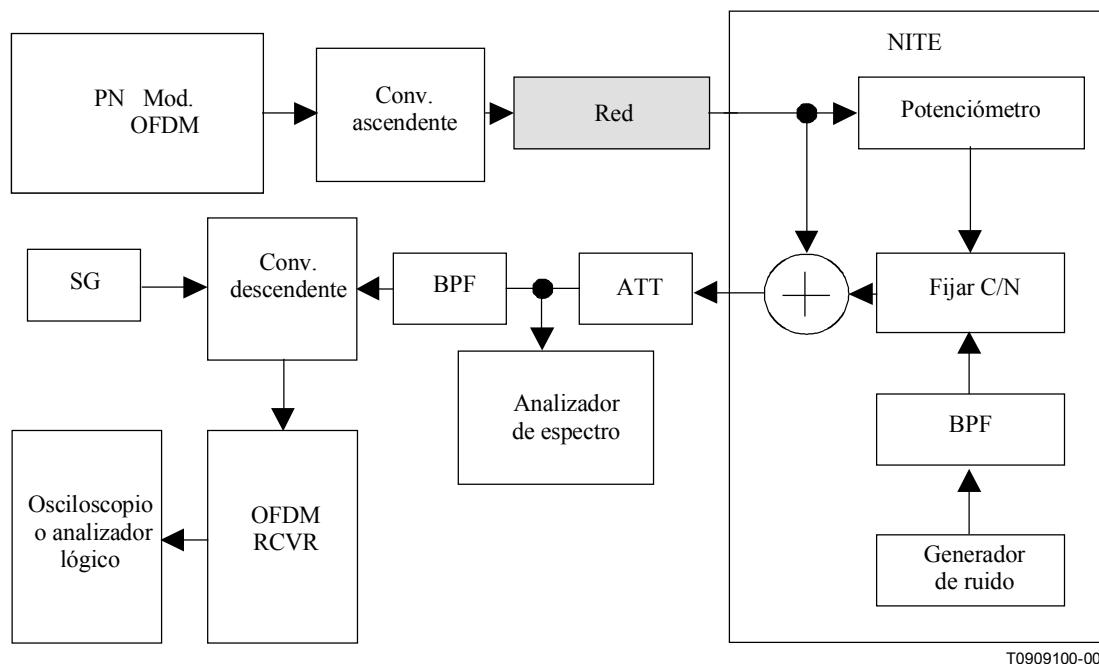 NITE
PN Mod.
OFDM
Conv.
ascendente
Red
Potenciómetro
SG
Conv.
descendente
BPF
ATT
Fijar C/N
Analizador
de espectro
BPF
Osciloscopio
o analizador
lógico
OFDM
RCVR
Generador
de ruido
T0909100-00